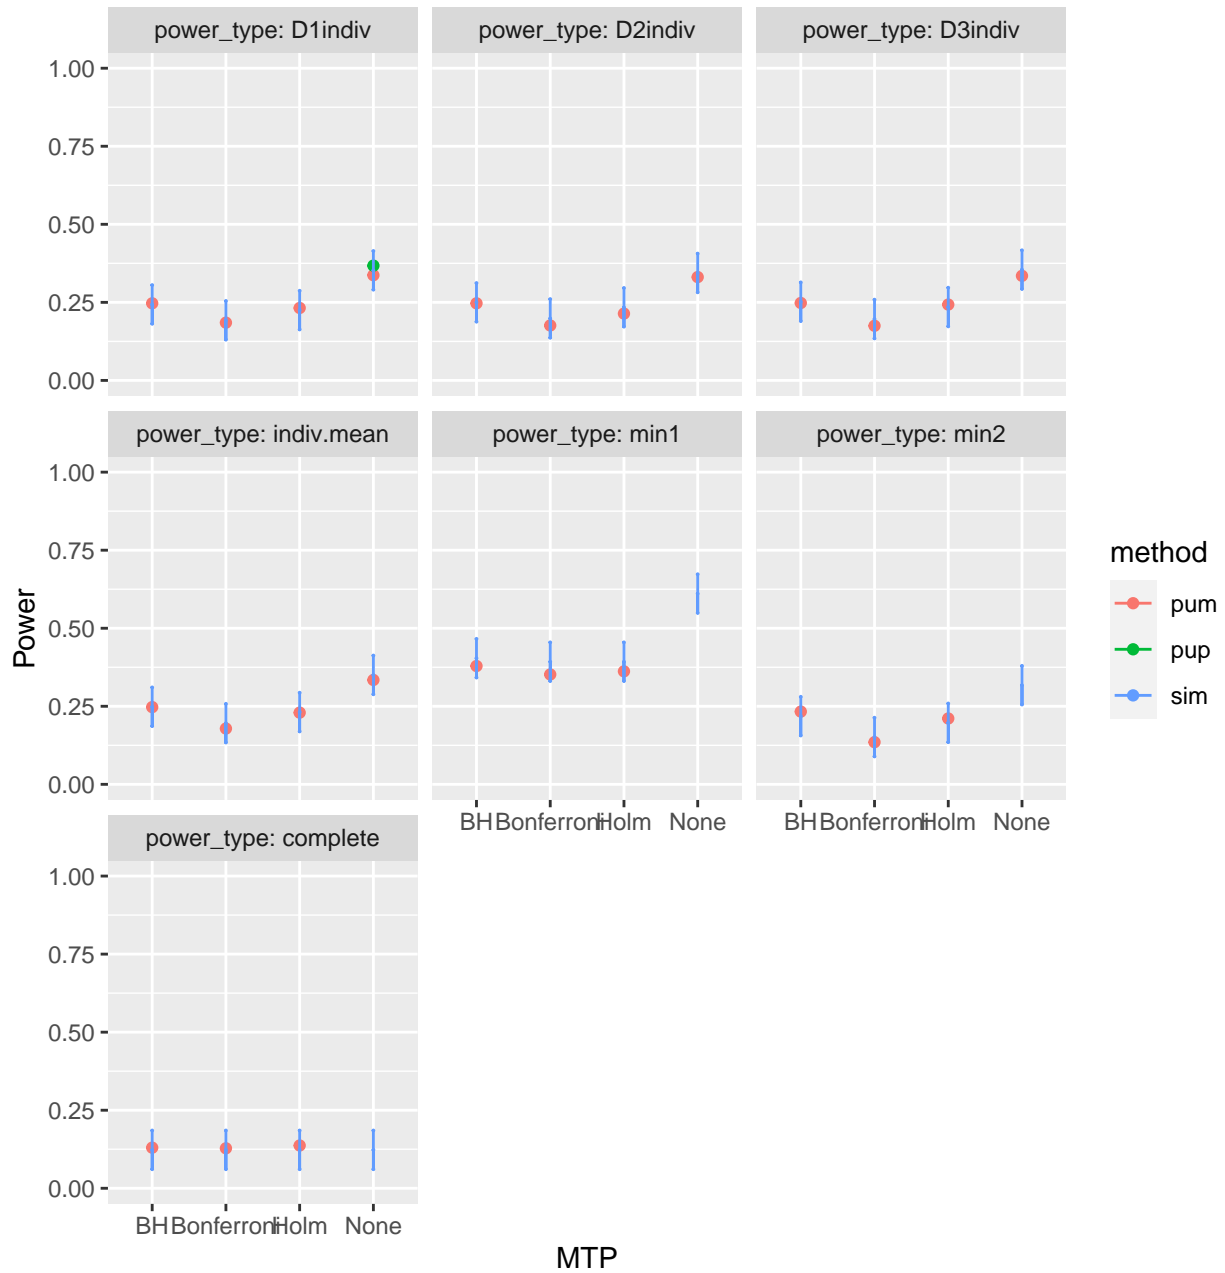 power_type: D1indiv power_type: D2indiv power_type: D3indiv
1.00
0.75
0.50
0.25
0.00
power_type: indiv.mean power_type: min1 power_type: min2
1.00
0.75
0.50
0.25
0.00
BH Bonferroni Holm None BH Bonferroni Holm None
power_type: complete
1.00
0.75
0.50
0.25
0.00
BH Bonferroni Holm None
MTP
Power
method
pum
pup
sim